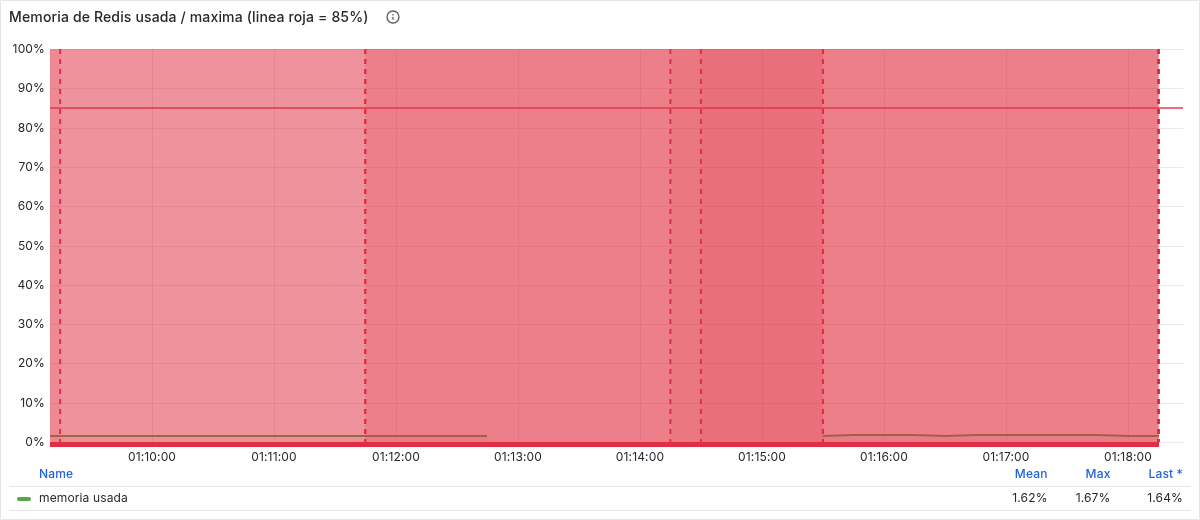 Memoria de Redis usada / maxima (linea roja = 85%)
100%
90%
80%
70%
60%
50%
40%
30%
20%
10%
0%
01:10:00 01:11:00 01:12:00 01:13:00 01:14:00 01:15:00 01:16:00 01:17:00 01:18:00
Name Mean Max Last *
memoria usada 1.62% 1.67% 1.64%